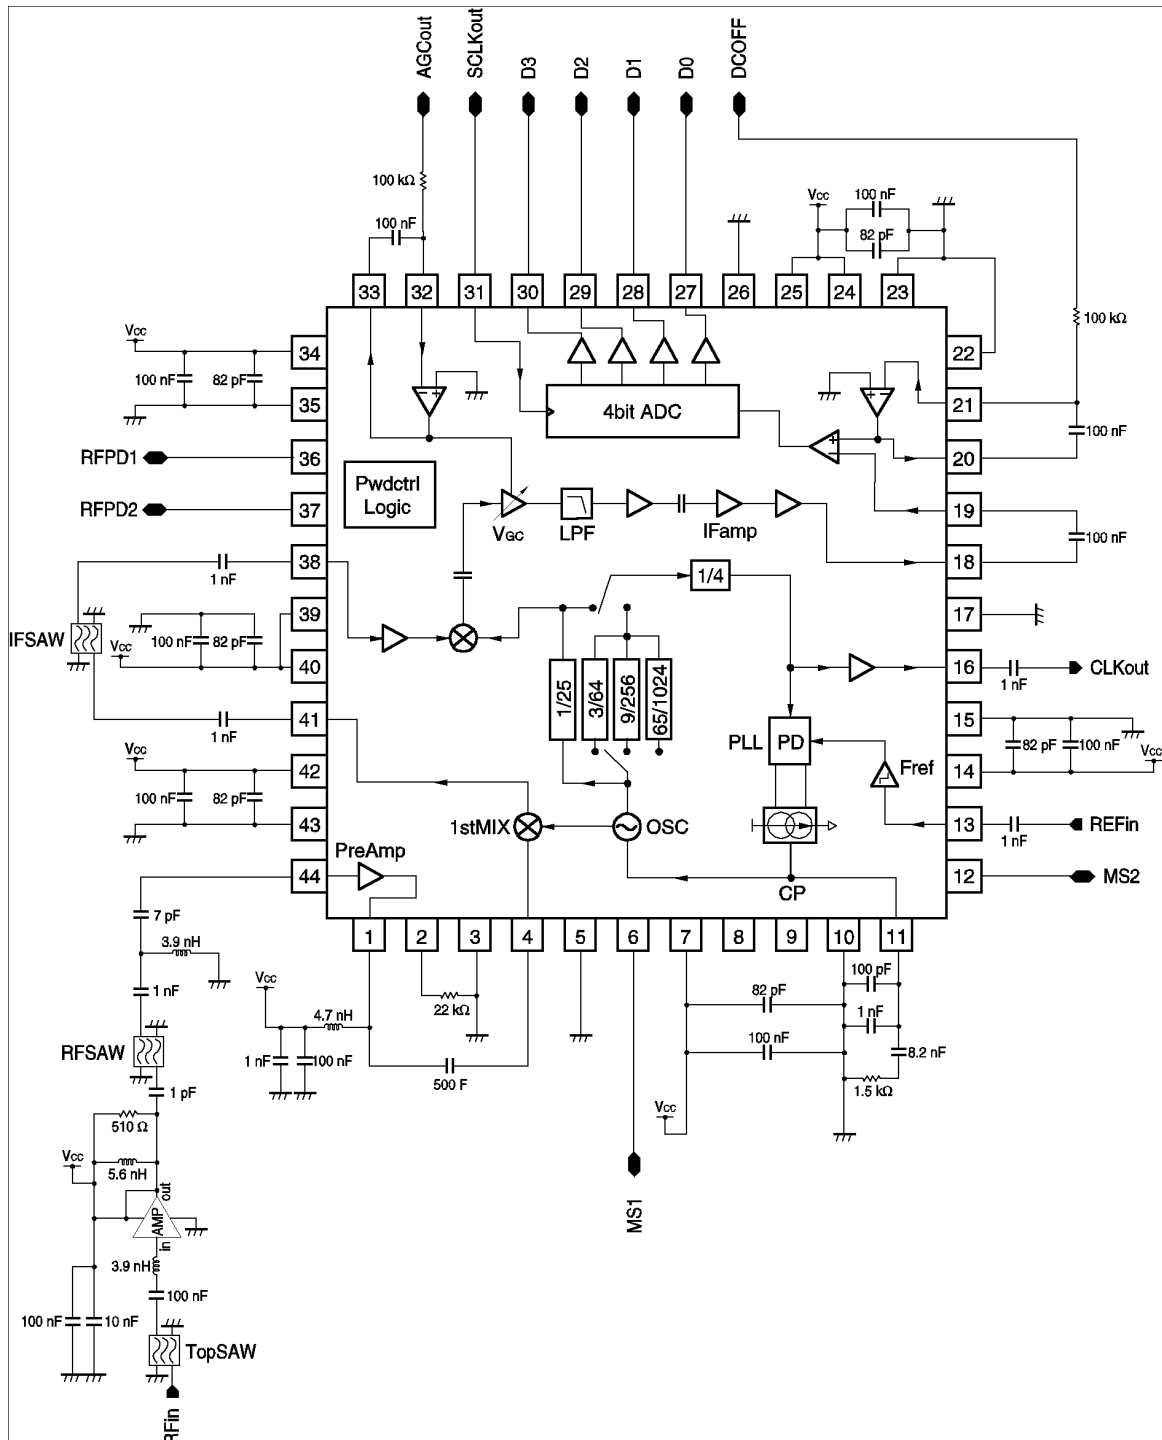 AGCout
SCLKout
D3
D2
D1
D0
DCOFF
100 kΩ
100 nF
Vcc
100 nF
82 pF
33
32
31
30
29
28
27
26
25
24
23
100 kΩ
Vcc
34
100 nF
82 pF
35
RFPD1
36
RFPD2
37
4bit ADC
22
21
100 nF
20
Pwdctrl
Logic
VGC
LPF
IFamp
19
100 nF
18
38
1 nF
1/4
39
17
IFSAW
100 nF
82 pF
Vcc
40
1/25
3/64
9/256
65/1024
16
1 nF
CLKout
41
1 nF
PLL
PD
15
82 pF
100 nF
Vcc
Vcc
42
100 nF
82 pF
43
Fref
14
1stMIX
OSC
13
1 nF
REFin
PreAmp
44
CP
12
MS2
7 pF
3.9 nH
1 nF
RFSAW
1 pF
1
2
3
4
5
6
7
8
9
10
11
Vcc
4.7 nH
22 kΩ
1 nF
100 nF
500 F
82 pF
100 nF
100 pF
1 nF
8.2 nF
1.5 kΩ
Vcc
510 Ω
Vcc
5.6 nH
out
AMP
in
3.9 nH
100 nF
100 nF
10 nF
TopSAW
RFin
MS1